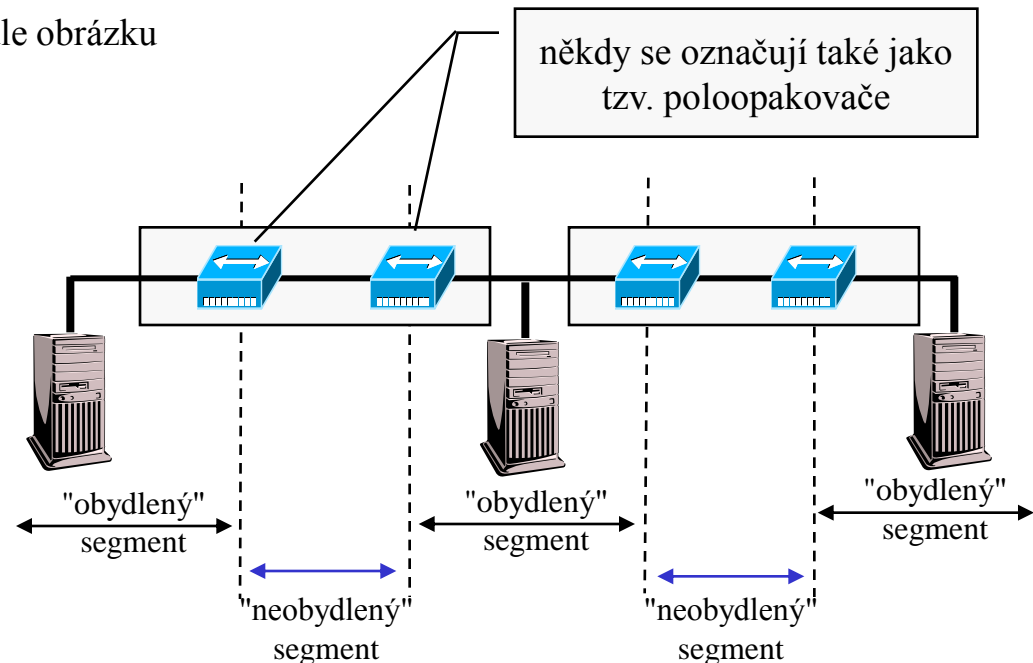 le obrázku
někdy se označují také jako
tzv. poloopakovače
"obydlený"
segment
"obydlený"
segment
"obydlený"
segment
"neobydlený"
segment
"neobydlený"
segment